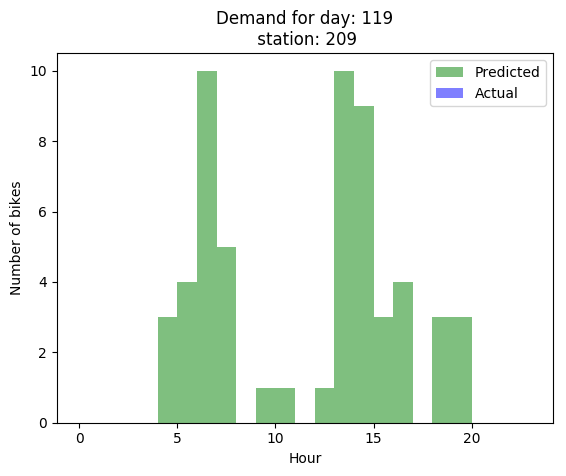 Demand for day: 119
station: 209
Predicted
Actual
10
8
6
4
2
0
Number of bikes
0 5 10 15 20
Hour